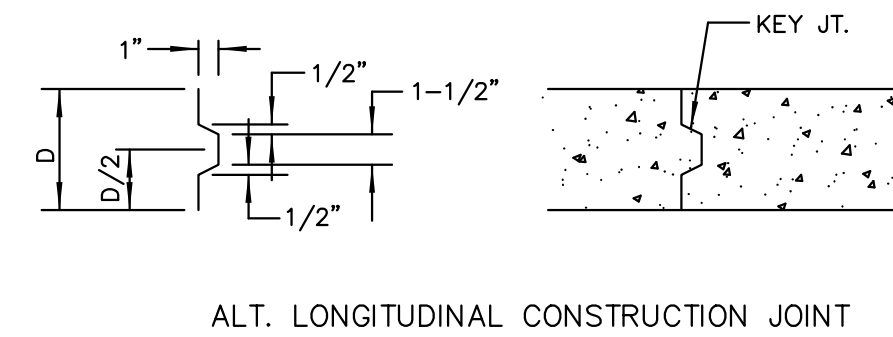 KEY JT.
1"
1/2"
1-1/2"
D
D/2
1/2"
ALT. LONGITUDINAL CONSTRUCTION JOINT